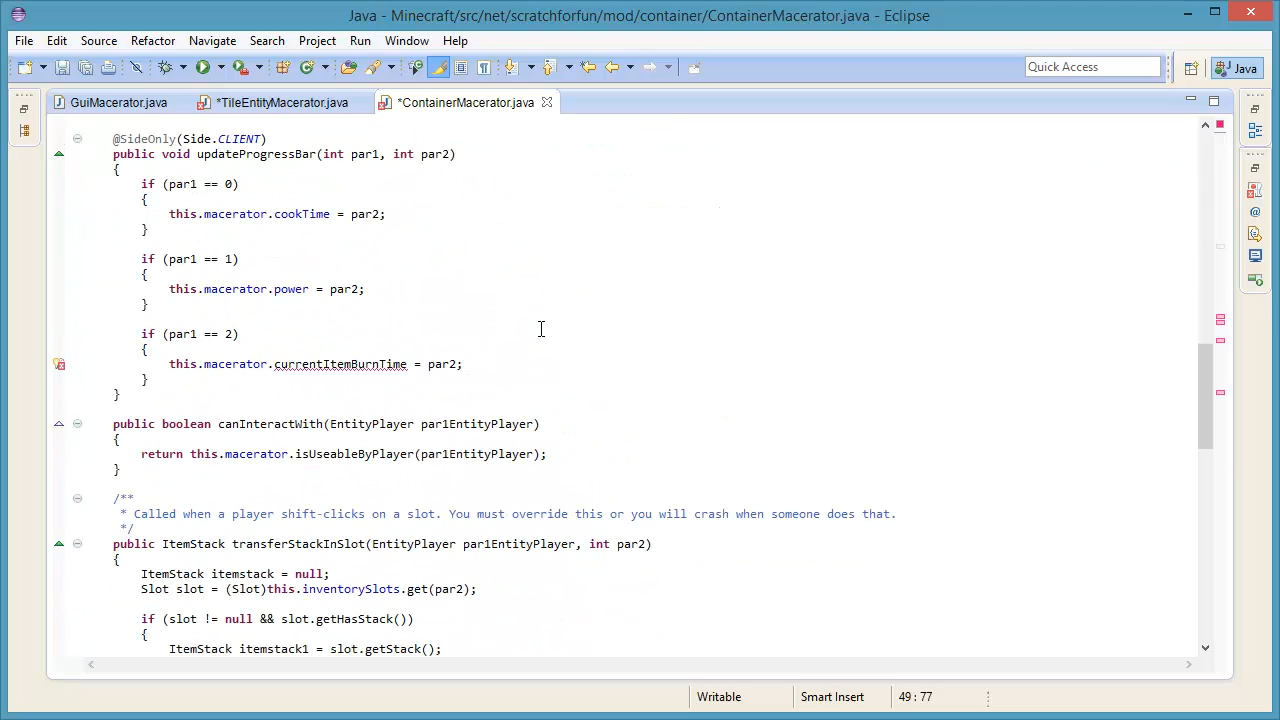 Java - Minecraft/src/net/scratchforfun/mod/container/ContainerMacerator.java - Eclipse
File Edit Source Refactor Navigate Search Project Run Window Help
Quick Access
Java
GuiMacerator.java *TileEntityMacerator.java *ContainerMacerator.java
@SideOnly(Side.CLIENT)
public void updateProgressBar(int par1, int par2)
{
if (par1 == 0)
{
this.macerator.cookTime = par2;
}
if (par1 == 1)
{
this.macerator.power = par2;
}
if (par1 == 2)
{
this.macerator.currentItemBurnTime = par2;
}
}
public boolean canInteractWith(EntityPlayer par1EntityPlayer)
{
return this.macerator.isUseableByPlayer(par1EntityPlayer);
}
/**
* Called when a player shift-clicks on a slot. You must override this or you will crash when someone does that.
*/
public ItemStack transferStackInSlot(EntityPlayer par1EntityPlayer, int par2)
{
ItemStack itemstack = null;
Slot slot = (Slot)this.inventorySlots.get(par2);
if (slot != null && slot.getHasStack())
{
ItemStack itemstack1 = slot.getStack();
Writable Smart Insert 49 : 77